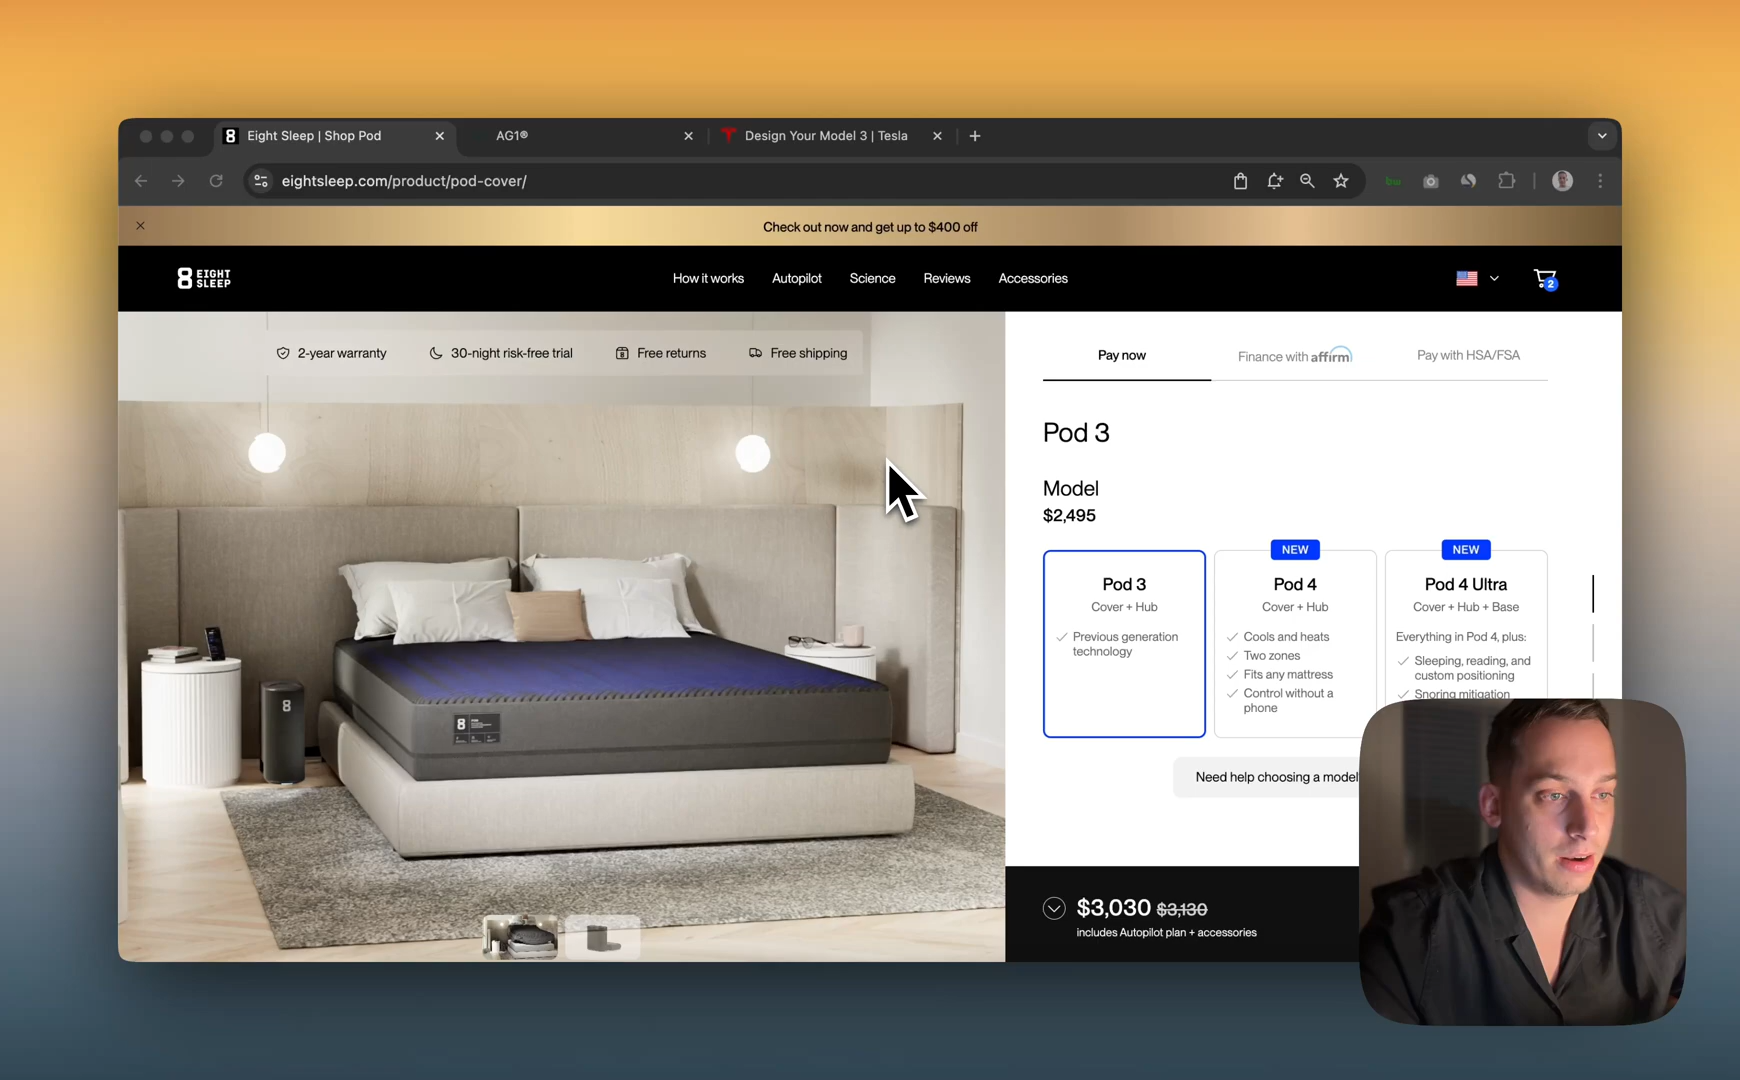 Eight Sleep | Shop Pod
AG1®
Design Your Model 3 | Tesla
eightsleep.com/product/pod-cover/
Check out now and get up to $400 off
8 EIGHT SLEEP
How it works
Autopilot
Science
Reviews
Accessories
2
2-year warranty
30-night risk-free trial
Free returns
Free shipping
Pay now
Finance with affirm
Pay with HSA/FSA
Pod 3
Model
$2,495
Pod 3
Cover + Hub
Previous generation
technology
NEW
Pod 4
Cover + Hub
Cools and heats
Two zones
Fits any mattress
Control without a
phone
NEW
Pod 4 Ultra
Cover + Hub + Base
Everything in Pod 4, plus:
Sleeping, reading, and
custom positioning
Snoring mitigation
8
8
Need help choosing a model
$3,030 $3,130
includes Autopilot plan + accessories